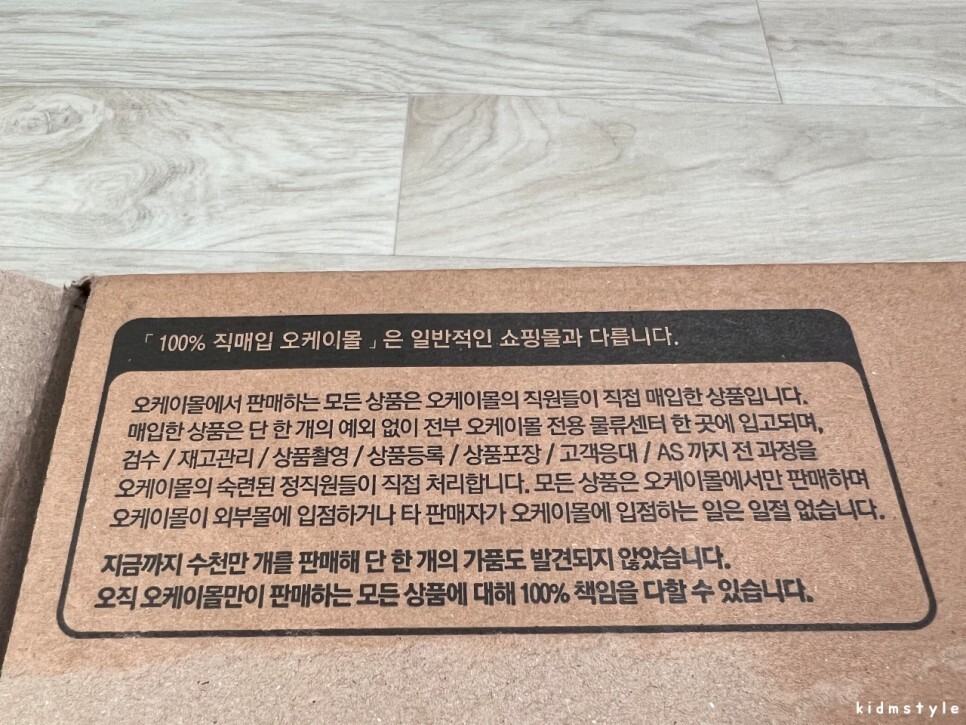 「 100% 직매입 오케이몰 」은 일반적인 쇼핑몰과 다릅니다.
오케이몰에서 판매하는 모든 상품은 오케이몰의 직원들이 직접 매입한 상품입니다.
매입한 상품은 단 한 개의 예외 없이 전부 오케이몰 전용 물류센터 한 곳에 입고되며,
검수 / 재고관리 / 상품촬영 / 상품등록 / 상품포장 / 고객응대 / AS 까지 전 과정을
오케이몰의 숙련된 정직원들이 직접 처리합니다. 모든 상품은 오케이몰에서만 판매하며
오케이몰이 외부몰에 입점하거나 타 판매자가 오케이몰에 입점하는 일은 일절 없습니다.
지금까지 수천만 개를 판매해 단 한 개의 가품도 발견되지 않았습니다.
오직 오케이몰만이 판매하는 모든 상품에 대해 100% 책임을 다할 수 있습니다.
kidmstyle